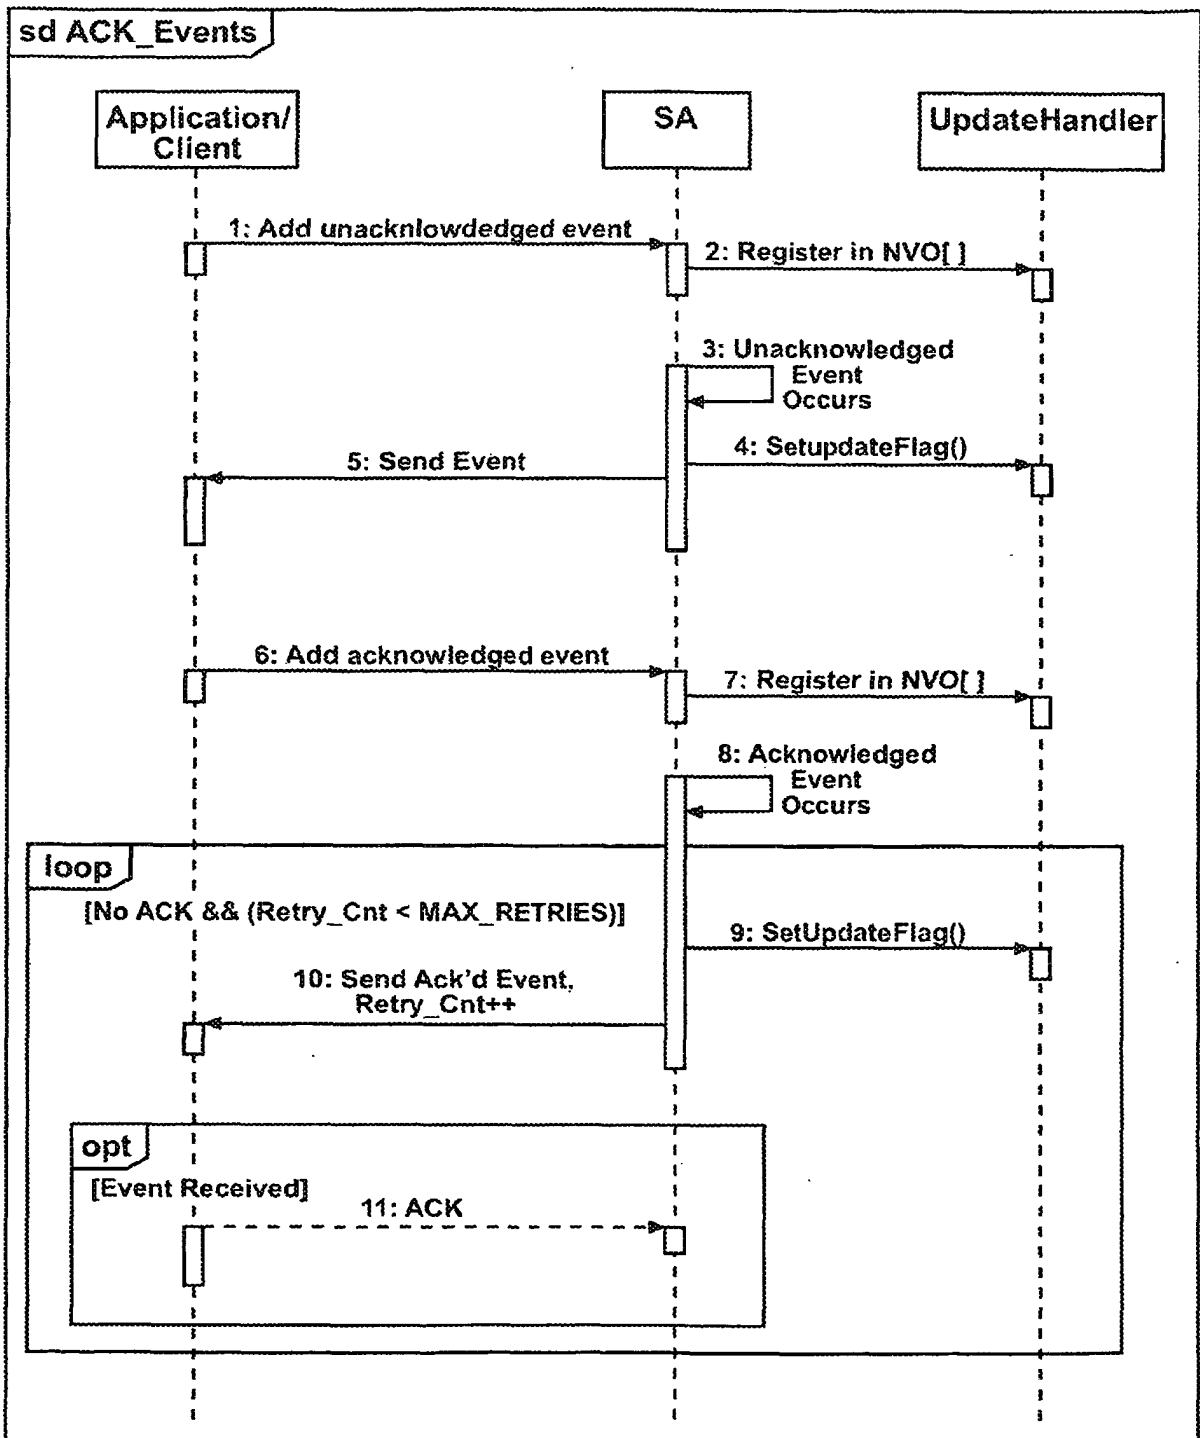 sd ACK_Events
Application/
Client
SA
UpdateHandler
1: Add unacknlowdedged event
2: Register in NVO[ ]
3: Unacknowledged
Event
Occurs
4: SetupdateFlag()
5: Send Event
6: Add acknowledged event
7: Register in NVO[ ]
8: Acknowledged
Event
Occurs
loop
[No ACK && (Retry_Cnt < MAX_RETRIES)]
9: SetUpdateFlag()
10: Send Ack'd Event,
Retry_Cnt++
opt
[Event Received]
11: ACK